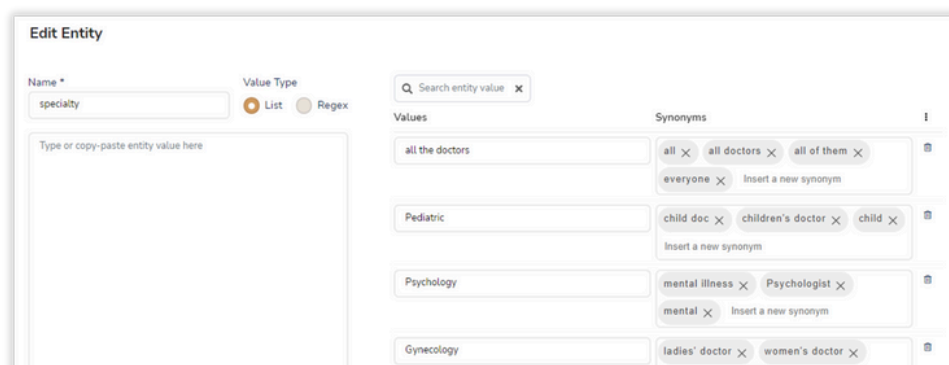 Edit Entity
Name *
Value Type
specialty
List
Regex
Type or copy-paste entity value here
Search entity value
Values
Synonyms
all the doctors
all
all doctors
all of them
everyone
Insert a new synonym
Pediatric
child doc
children's doctor
child
Insert a new synonym
Psychology
mental illness
Psychologist
mental
Insert a new synonym
Gynecology
ladies' doctor
women's doctor